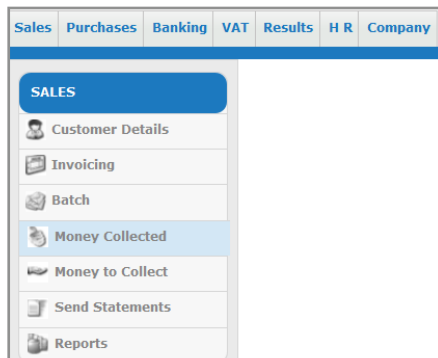 Sales Purchases Banking VAT Results H R Company
SALES
Customer Details
Invoicing
Batch
Money Collected
Money to Collect
Send Statements
Reports